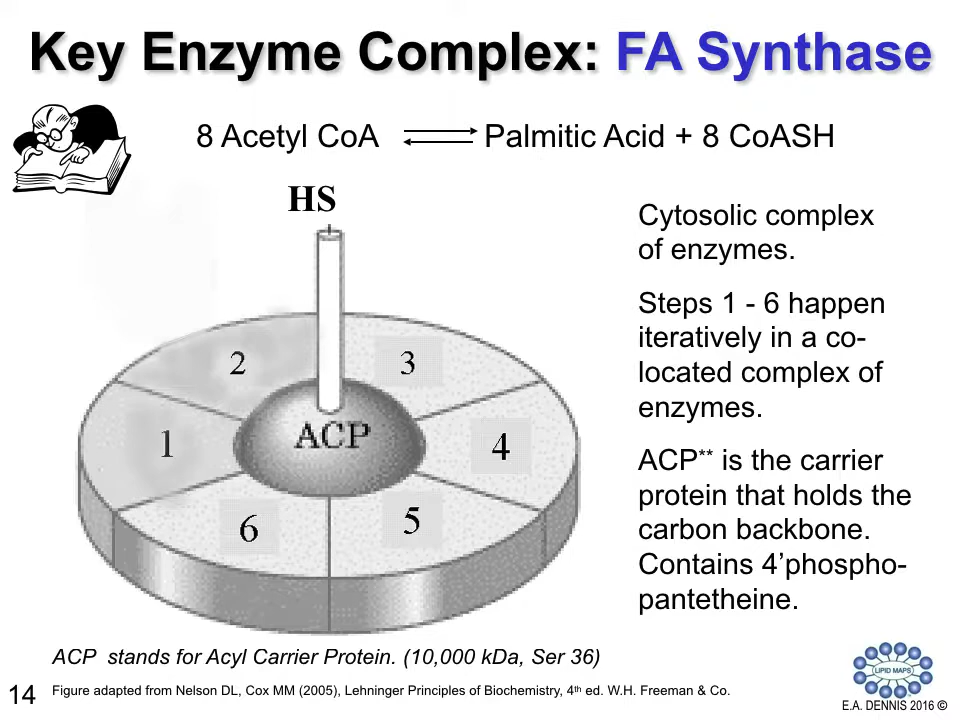 Key Enzyme Complex: FA Synthase
8 Acetyl CoA ⇌ Palmitic Acid + 8 CoASH
HS
Cytosolic complex
of enzymes.
Steps 1 - 6 happen
iteratively in a co-
located complex of
enzymes.
ACP** is the carrier
protein that holds the
carbon backbone.
Contains 4’phospho-
pantetheine.
2
3
1
ACP
4
6
5
ACP stands for Acyl Carrier Protein. (10,000 kDa, Ser 36)
Figure adapted from Nelson DL, Cox MM (2005), Lehninger Principles of Biochemistry, 4th ed. W.H. Freeman & Co.
14
LIPID MAPS
E.A. DENNIS 2016 ©